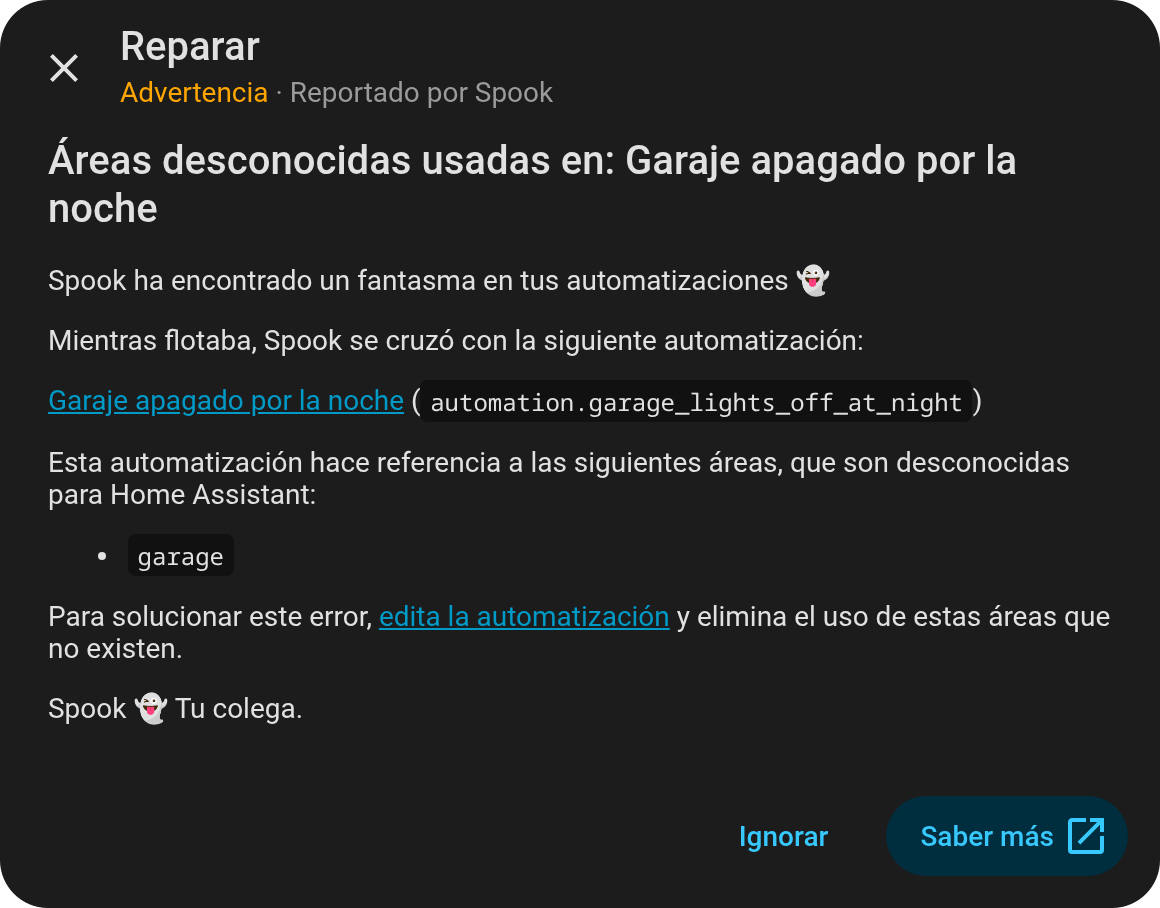 Reparar
Advertencia · Reportado por Spook
Áreas desconocidas usadas en: Garaje apagado por la
noche
Spook ha encontrado un fantasma en tus automatizaciones 👻
Mientras flotaba, Spook se cruzó con la siguiente automatización:
Garaje apagado por la noche (automation.garage_lights_off_at_night)
Esta automatización hace referencia a las siguientes áreas, que son desconocidas
para Home Assistant:
• garage
Para solucionar este error, edita la automatización y elimina el uso de estas áreas que
no existen.
Spook 👻 Tu colega.
Ignorar
Saber más